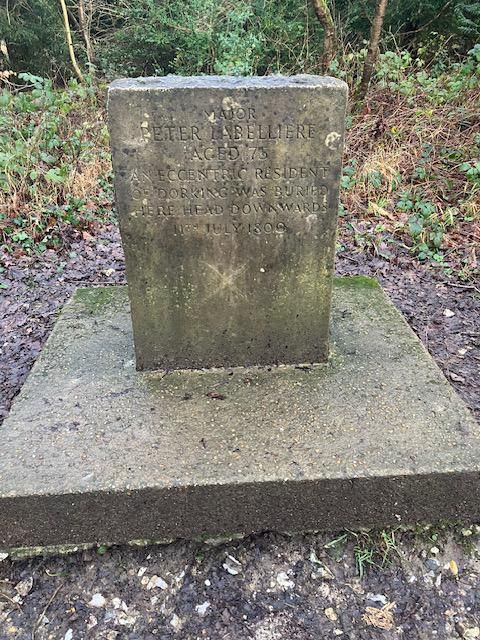 MAJOR
PETER LABELLIERE
AGED 75
AN ECCENTRIC RESIDENT
OF DORKING WAS BURIED
HERE HEAD DOWNWARDS
11TH JULY 1800